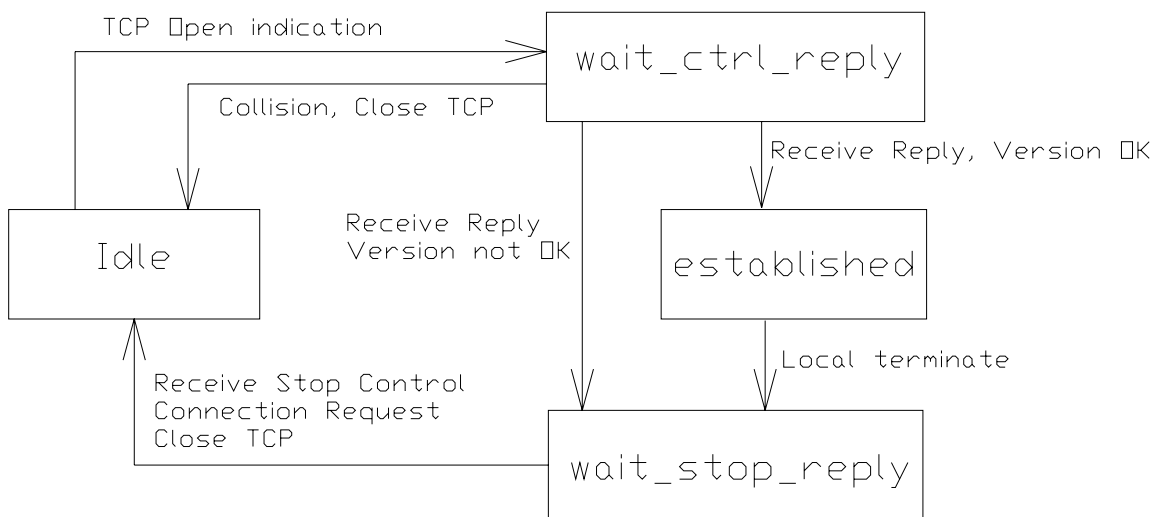 TCP Open indication
wait_ctrl_reply
Collision, Close TCP
Receive Reply, Version OK
Receive Reply
Version not OK
Idle
established
Local terminate
Receive Stop Control
Connection Request
Close TCP
wait_stop_reply